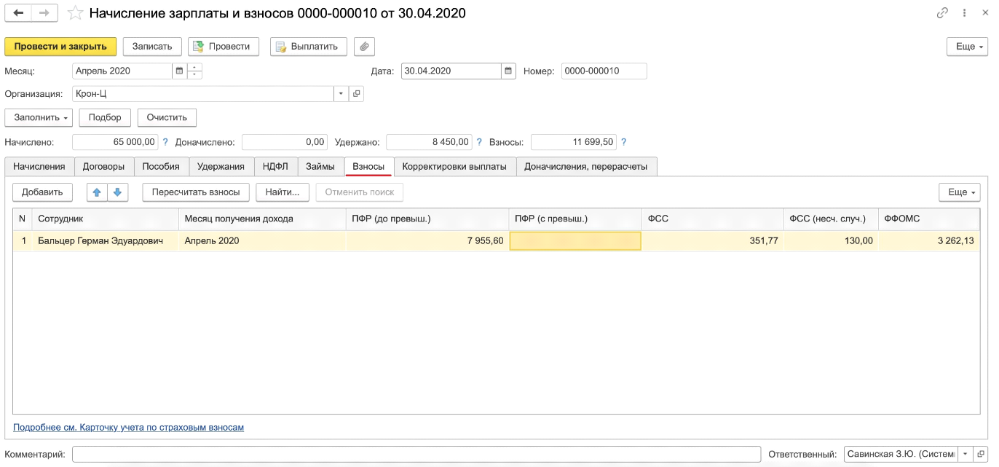 Начисление зарплаты и взносов 0000-000010 от 30.04.2020
Провести и закрыть Записать Провести Выплатить Еще
Месяц: Апрель 2020 Дата: 30.04.2020 Номер: 0000-000010
Организация: Крон-Ц
Заполнить Подбор Очистить
Начислено: 65 000,00 ? Доначислено: 0,00 Удержано: 8 450,00 ? Взносы: 11 699,50 ?
Начисления Договоры Пособия Удержания НДФЛ Займы Взносы Корректировки выплаты Доначисления, перерасчеты
Добавить Пересчитать взносы Найти... Отменить поиск Еще
N Сотрудник Месяц получения дохода ПФР (до превыш.) ПФР (с превыш.) ФСС ФСС (несч. случ.) ФФОМС
1 Бальцер Герман Эдуардович Апрель 2020 7 955,60 351,77 130,00 3 262,13
Подробнее см. Карточку учета по страховым взносам
Комментарий: Ответственный: Савинская З.Ю. (Систем